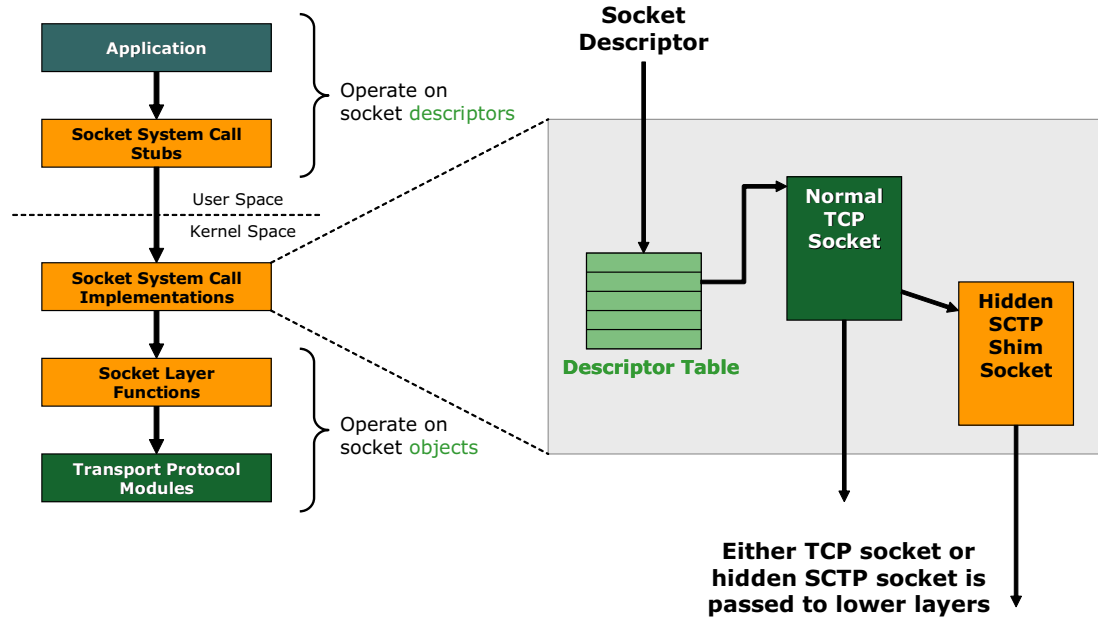 Application
Socket System Call
Stubs
Operate on
socket descriptors
User Space
Kernel Space
Socket System Call
Implementations
Socket Layer
Functions
Transport Protocol
Modules
Operate on
socket objects
Socket
Descriptor
Descriptor Table
Normal
TCP
Socket
Hidden
SCTP
Shim
Socket
Either TCP socket or
hidden SCTP socket is
passed to lower layers